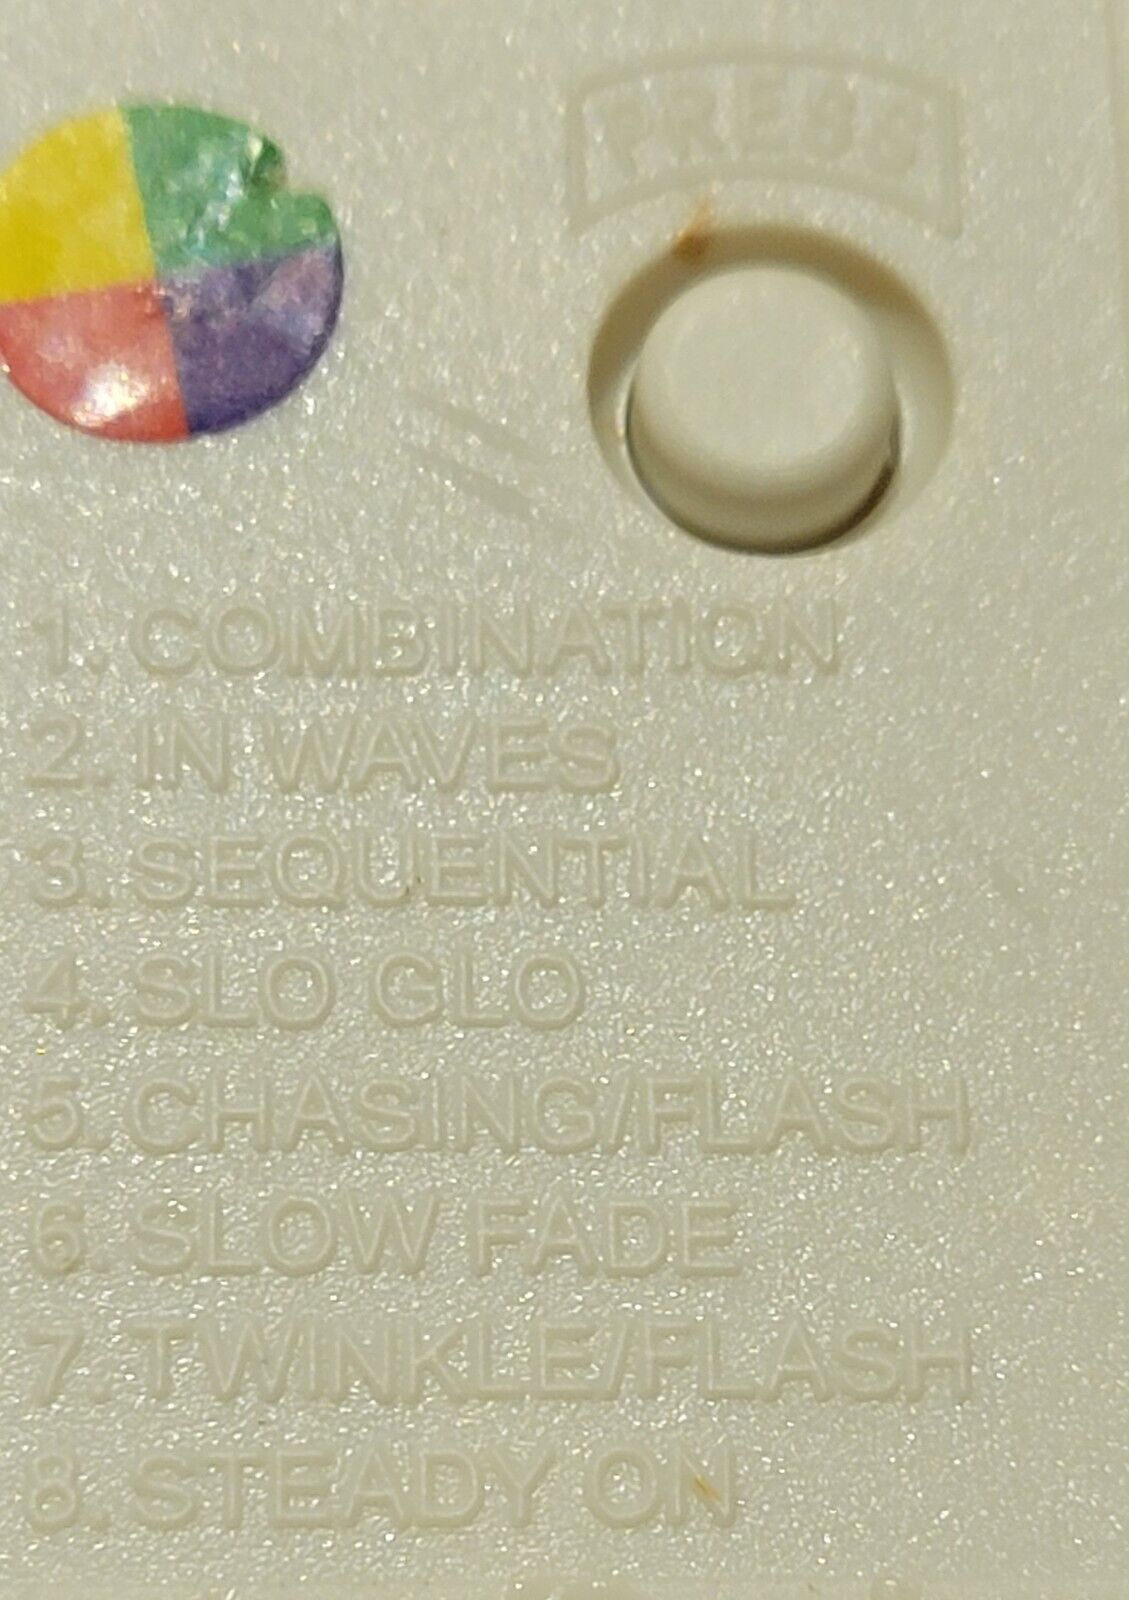 PRESS
1. COMBINATION
2. IN WAVES
3. SEQUENTIAL
4. SLO GLO
5. CHASING/FLASH
6. SLOW FADE
7. TWINKLE/FLASH
8. STEADY ON